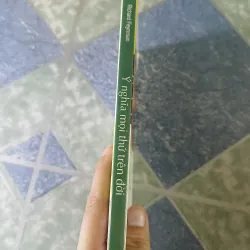 Richard Feynman
Ý nghĩa mọi thứ trên đời